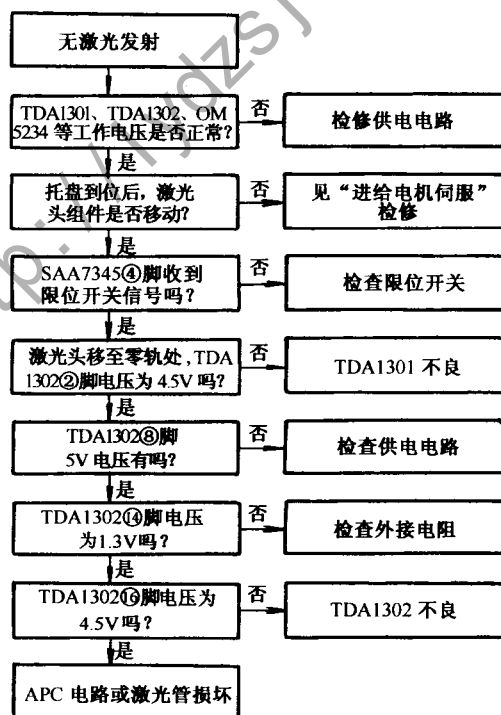 无激光发射
TDA1301、TDA1302、OM
5234 等工作电压是否正常?
否
检修供电电路
是
托盘到位后，激光
头组件是否移动?
否
见“进给电机伺服”
检修
是
SAA7345④脚收到
限位开关信号吗?
否
检查限位开关
是
激光头移至零轨处，TDA
1302②脚电压为 4.5V 吗?
否
TDA1301 不良
是
TDA1302⑧脚
5V 电压有吗?
否
检查供电电路
是
TDA1302⑭脚电压
为1.3V吗?
否
检查外接电阻
是
TDA1302⑯脚电压为
4.5V吗?
否
TDA1302 不良
是
APC 电路或激光管损坏